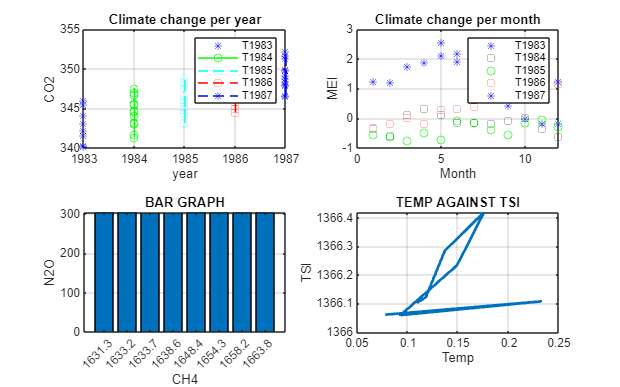 Climate change per year
355
350
345
340
CO2
1983
1984
1985
1986
1987
year
T1983
T1984
T1985
T1986
T1987
Climate change per month
3
2
1
0
-1
MEI
0
5
10
Month
T1983
T1984
T1985
T1986
T1987
BAR GRAPH
300
200
100
0
N2O
1631.3
1633.2
1633.7
1638.6
1648.4
1654.3
1658.2
1663.8
CH4
TEMP AGAINST TSI
1366.4
1366.3
1366.2
1366.1
1366
TSI
0.05
0.1
0.15
0.2
0.25
Temp